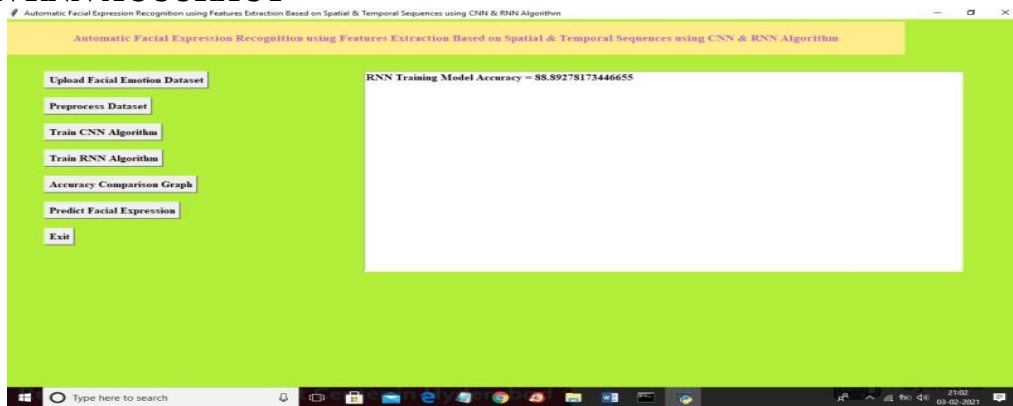 Automatic Facial Expression Recognition using Features Extraction Based on Spatial & Temporal Sequences using CNN & RNN Algorithm
Automatic Facial Expression Recognition using Features Extraction Based on Spatial & Temporal Sequences using CNN & RNN Algorithm
Upload Facial Emotion Dataset
RNN Training Model Accuracy = 88.89278173446655
Preprocess Dataset
Train CNN Algorithm
Train RNN Algorithm
Accuracy Comparison Graph
Predict Facial Expression
Exit
Type here to search
21:02
03-02-2021